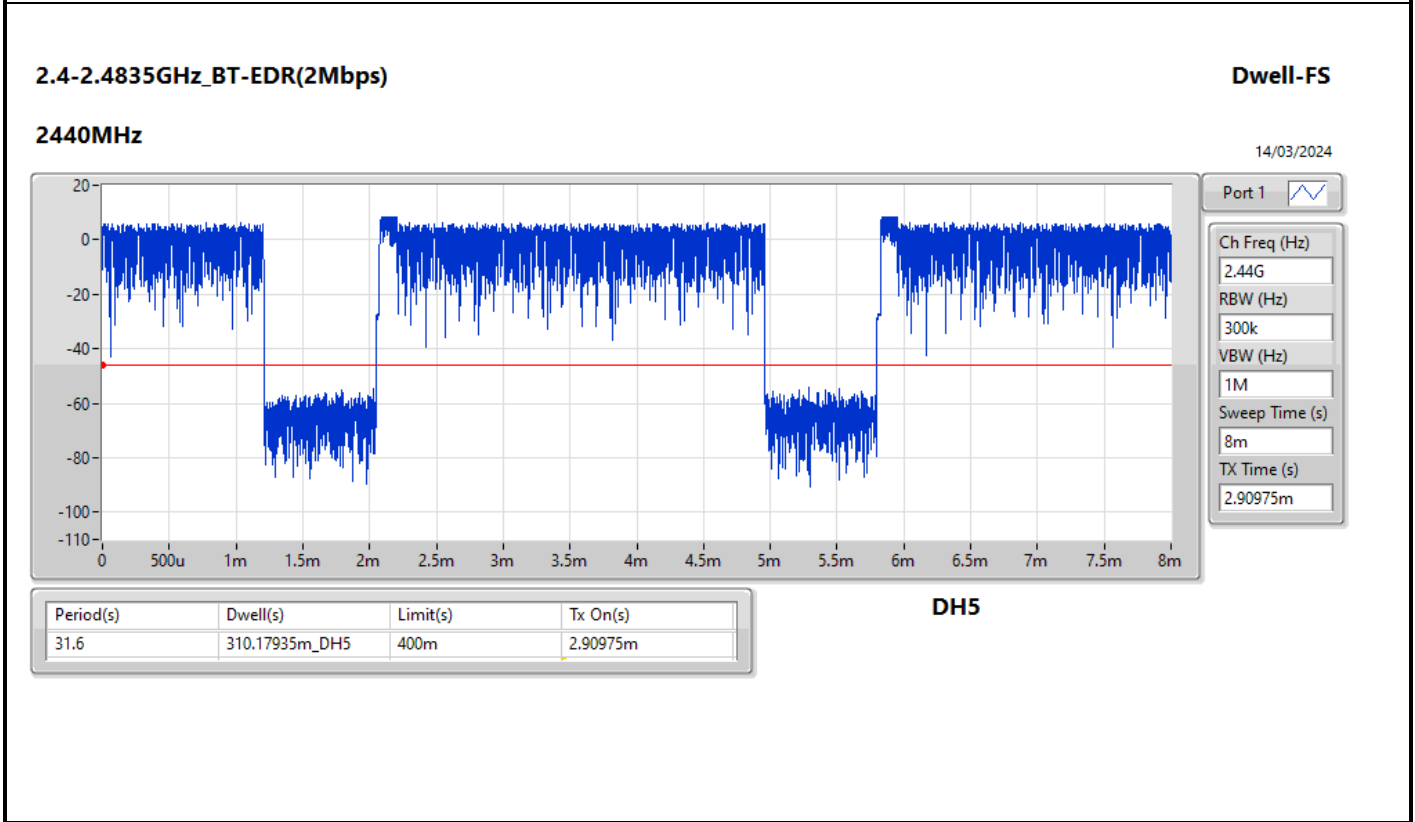 2.4-2.4835GHz_BT-EDR(2Mbps) Dwell-FS
2440MHz
14/03/2024
Port 1
20
0
-20
-40
-60
-80
-100
-110
0 500u 1m 1.5m 2m 2.5m 3m 3.5m 4m 4.5m 5m 5.5m 6m 6.5m 7m 7.5m 8m
Ch Freq (Hz)
2.44G
RBW (Hz)
300k
VBW (Hz)
1M
Sweep Time (s)
8m
TX Time (s)
2.90975m
Period(s) Dwell(s) Limit(s) Tx On(s)
31.6 310.17935m_DH5 400m 2.90975m
DH5